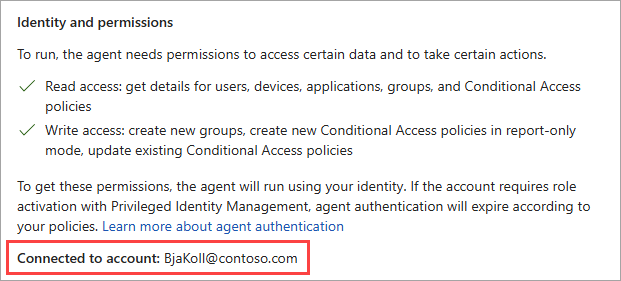 Identity and permissions
To run, the agent needs permissions to access certain data and to take certain actions.
Read access: get details for users, devices, applications, groups, and Conditional Access
policies
Write access: create new groups, create new Conditional Access policies in report-only
mode, update existing Conditional Access policies
To get these permissions, the agent will run using your identity. If the account requires role
activation with Privileged Identity Management, agent authentication will expire according to
your policies. Learn more about agent authentication
Connected to account: BjaKoll@contoso.com